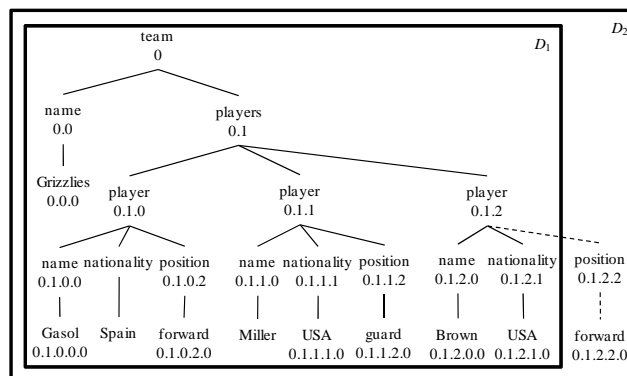 D2
D1
team
0
name players
0.0 0.1
Grizzlies
0.0.0
player player player
0.1.0 0.1.1 0.1.2
name nationality position name nationality position name nationality position
0.1.0.0 0.1.0.2 0.1.1.0 0.1.1.1 0.1.1.2 0.1.2.0 0.1.2.1 0.1.2.2
Gasol Spain forward Miller USA guard Brown USA forward
0.1.0.0.0 0.1.0.2.0 0.1.1.1.0 0.1.1.2.0 0.1.2.0.0 0.1.2.1.0 0.1.2.2.0